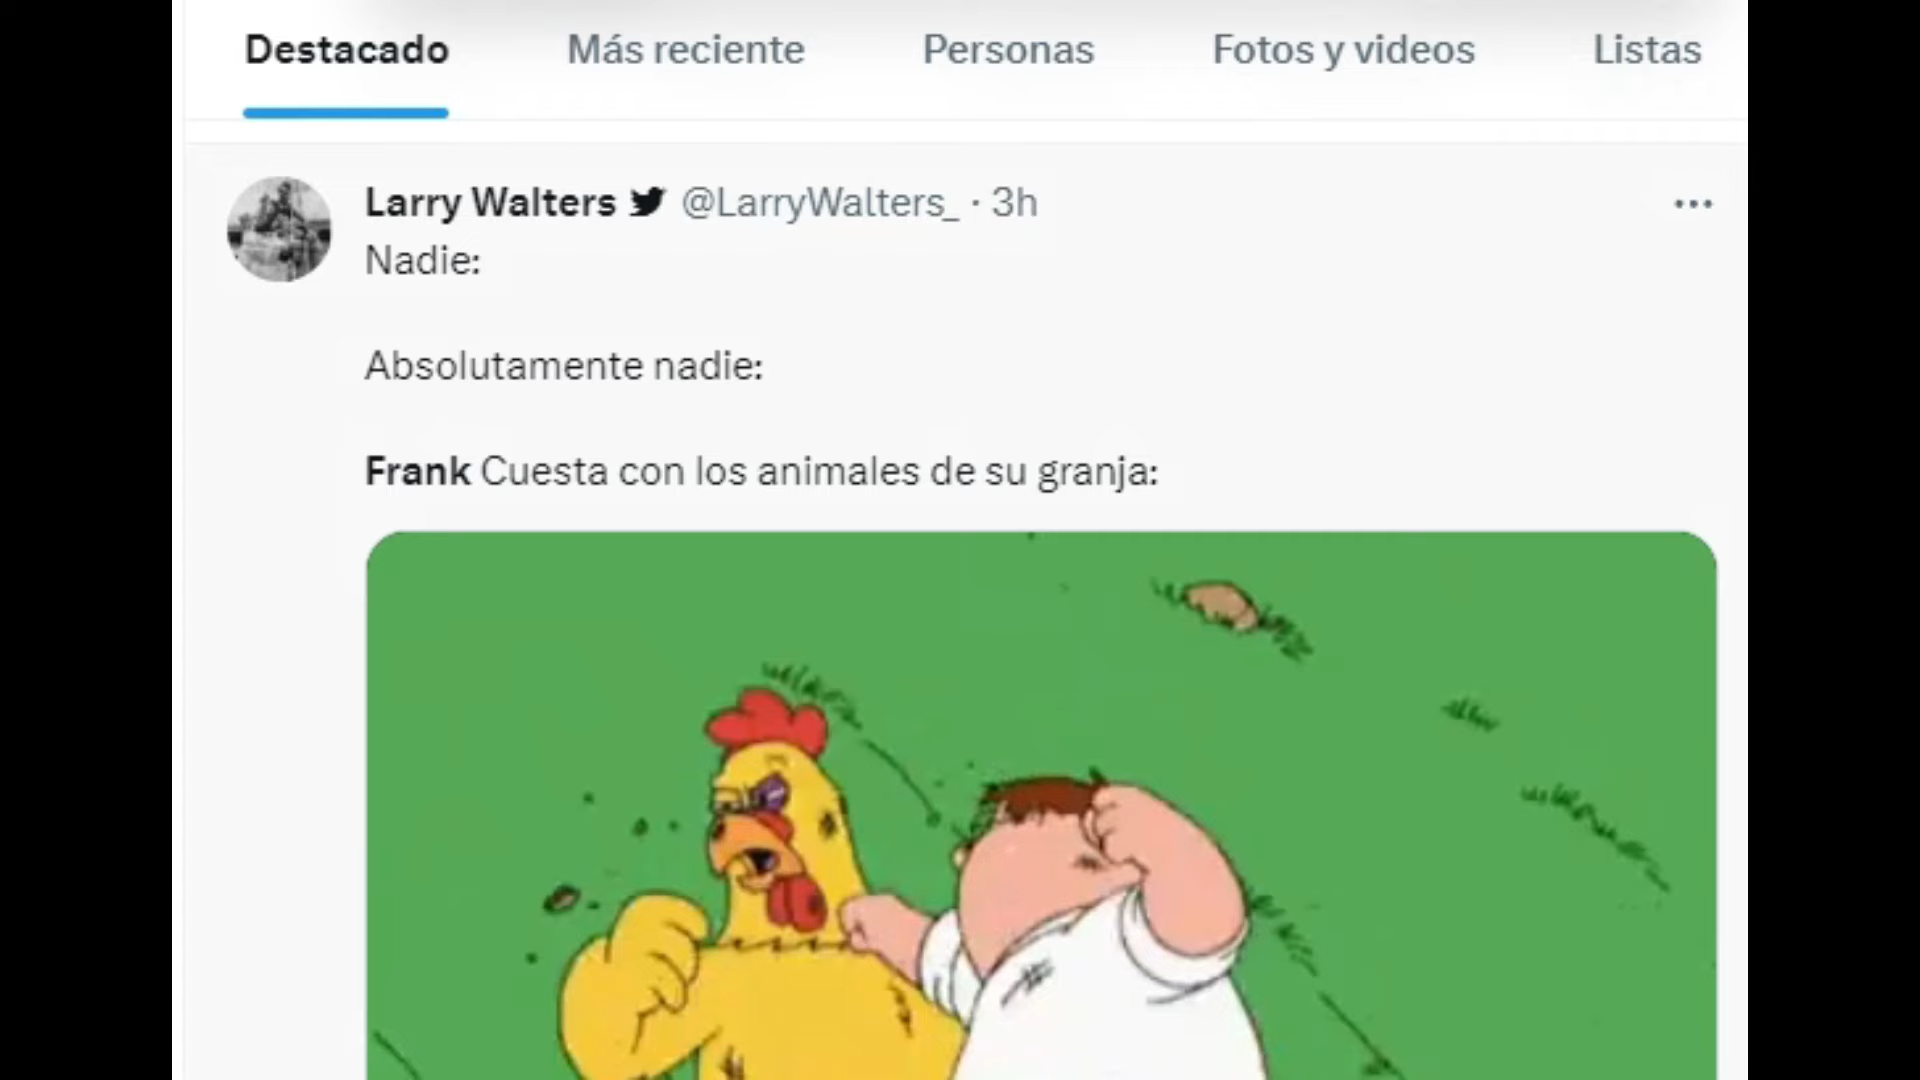 Destacado Más reciente Personas Fotos y videos Listas
Larry Walters @LarryWalters_ · 3h
Nadie:
Absolutamente nadie:
Frank Cuesta con los animales de su granja: